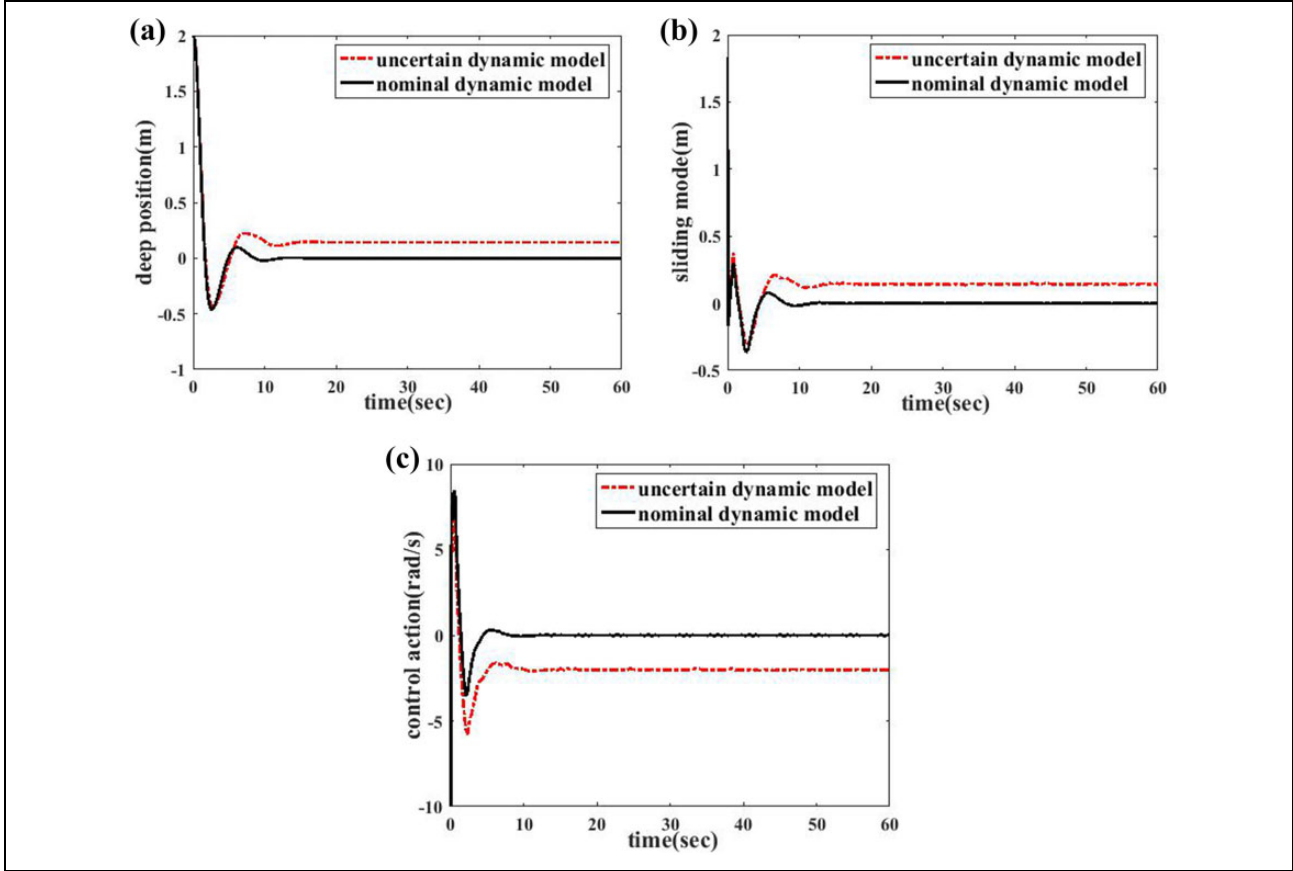 (a)
deep position(m)
2
1.5
1
0.5
0
-0.5
-1
uncertain dynamic model
nominal dynamic model
0 10 20 30 40 50 60
time(sec)
(b)
sliding mode(m)
2
1.5
1
0.5
0
-0.5
uncertain dynamic model
nominal dynamic model
0 10 20 30 40 50 60
time(sec)
(c)
control action(rad/s)
10
5
0
-5
-10
uncertain dynamic model
nominal dynamic model
0 10 20 30 40 50 60
time(sec)